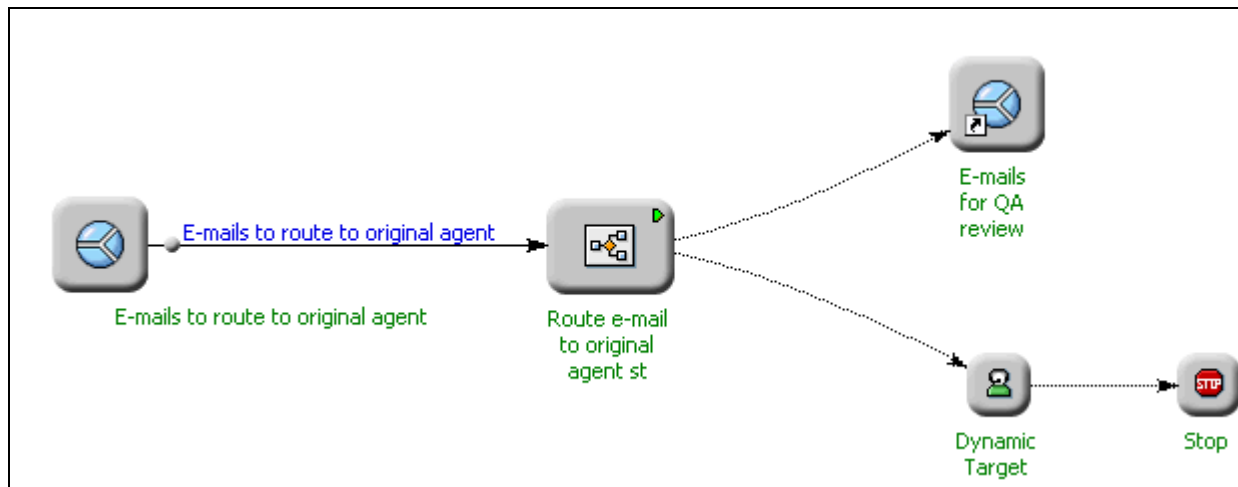 E-mails to route to original agent
E-mails to route to original agent
Route e-mail
to original
agent st
E-mails
for QA
review
Dynamic
Target
STOP
Stop